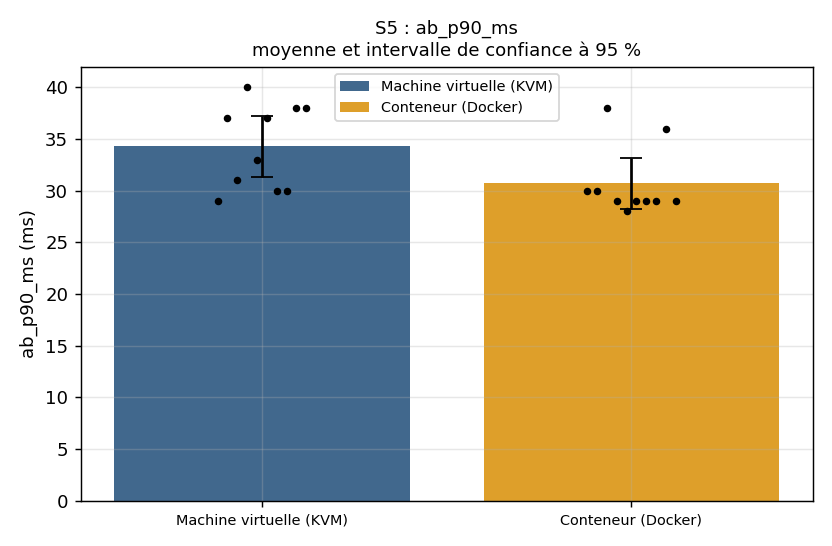 S5 : ab_p90_ms
moyenne et intervalle de confiance à 95 %
Machine virtuelle (KVM)
Conteneur (Docker)
ab_p90_ms (ms)
40
35
30
25
20
15
10
5
0
Machine virtuelle (KVM)
Conteneur (Docker)